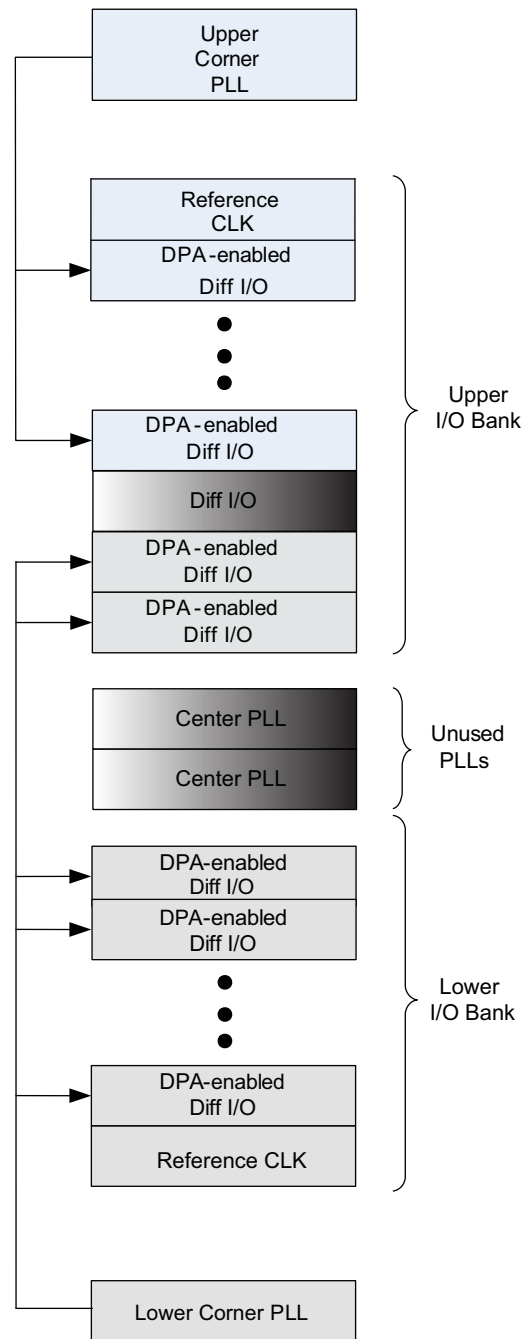 Upper
Corner
PLL
Reference
CLK
DPA-enabled
Diff I/O
DPA-enabled
Diff I/O
Diff I/O
DPA-enabled
Diff I/O
DPA-enabled
Diff I/O
Upper
I/O Bank
Center PLL
Center PLL
Unused
PLLs
DPA-enabled
Diff I/O
DPA-enabled
Diff I/O
DPA-enabled
Diff I/O
Reference CLK
Lower
I/O Bank
Lower Corner PLL